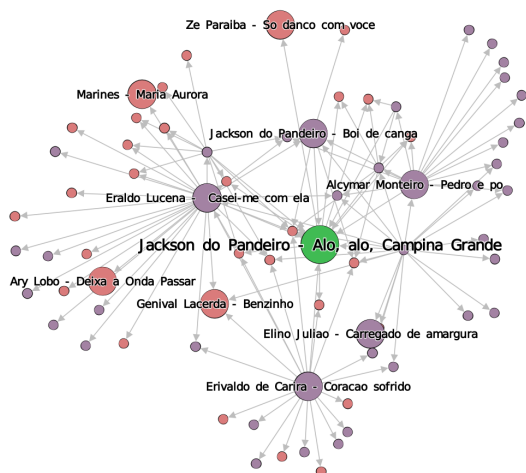 Ze Paraiba - So danco com voce
Marines - Maria Aurora
Jackson do Pandeiro - Boi de canga
Alcymar Monteiro - Pedro e po
Eraldo Lucena - Casei-me com ela
Jackson do Pandeiro - Alo, alo, Campina Grande
Ary Lobo - Deixa a Onda Passar
Genival Lacerda - Benzinho
Elino Juliao - Carregado de amargura
Erivaldo de Carira - Coracao sofrido